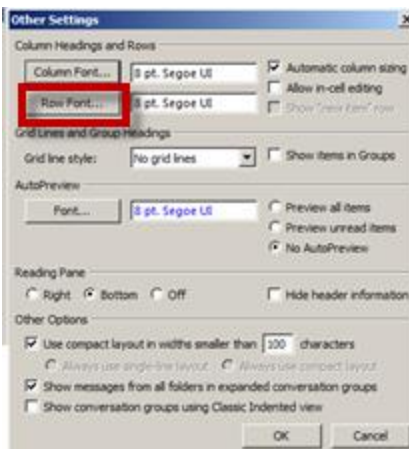 Other Settings
Column Headings and Rows
Column Font... 8 pt. Segoe UI Automatic column sizing
Allow in-cell editing
Row Font... 8 pt. Segoe UI Show "new item" row
Grid Lines and Group Headings
Grid line style: No grid lines Show items in Groups
AutoPreview
Font... 8 pt. Segoe UI Preview all items
Preview unread items
No AutoPreview
Reading Pane
Right Bottom Off Hide header information
Other Options
Use compact layout in widths smaller than 100 characters
Always use single-line layout Always use compact layout
Show messages from all folders in expanded conversation groups
Show conversation groups using Classic Indented view
OK Cancel